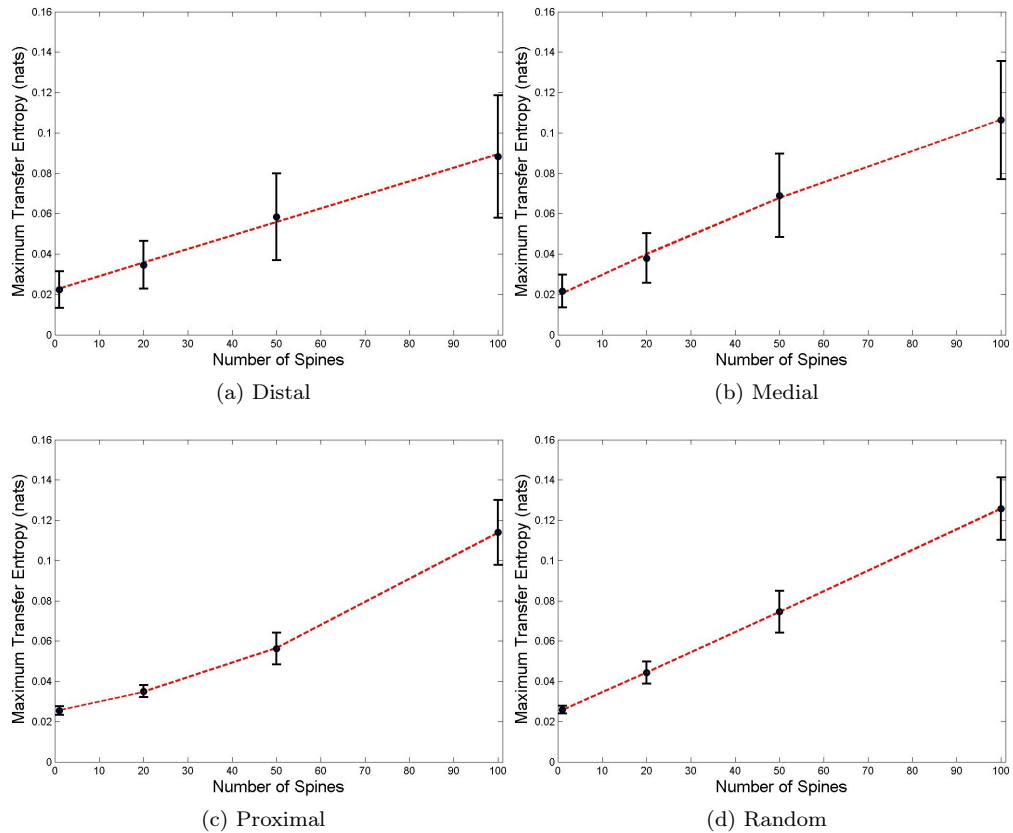 0.16
0.14
0.12
0.1
0.08
0.06
0.04
0.02
0
Maximum Transfer Entropy (nats)
0 10 20 30 40 50 60 70 80 90 100
Number of Spines
(a) Distal
0.16
0.14
0.12
0.1
0.08
0.06
0.04
0.02
0
Maximum Transfer Entropy (nats)
0 10 20 30 40 50 60 70 80 90 100
Number of Spines
(b) Medial
0.16
0.14
0.12
0.1
0.08
0.06
0.04
0.02
0
Maximum Transfer Entropy (nats)
0 10 20 30 40 50 60 70 80 90 100
Number of Spines
(c) Proximal
0.16
0.14
0.12
0.1
0.08
0.06
0.04
0.02
0
Maximum Transfer Entropy (nats)
0 10 20 30 40 50 60 70 80 90 100
Number of Spines
(d) Random